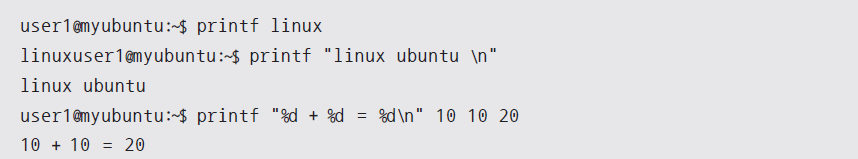 user1@myubuntu:~$ printf linux
linuxuser1@myubuntu:~$ printf "linux ubuntu \n"
linux ubuntu
user1@myubuntu:~$ printf "%d + %d = %d\n" 10 10 20
10 + 10 = 20